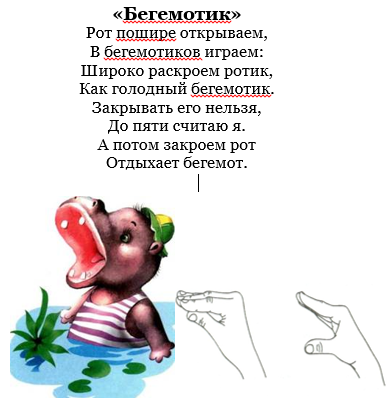 «Бегемотик»
Рот пошире открываем,
В бегемотиков играем:
Широко раскроем ротик,
Как голодный бегемотик.
Закрывать его нельзя,
До пяти считаю я.
А потом закроем рот
Отдыхает бегемот.